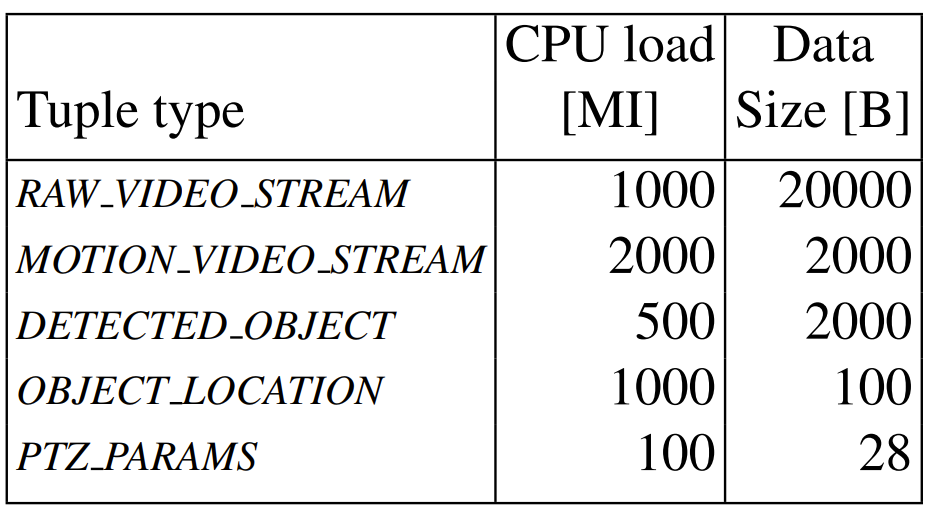 Tuple type CPU load [MI] Data Size [B]
RAW_VIDEO_STREAM 1000 20000
MOTION_VIDEO_STREAM 2000 2000
DETECTED_OBJECT 500 2000
OBJECT_LOCATION 1000 100
PTZ_PARAMS 100 28